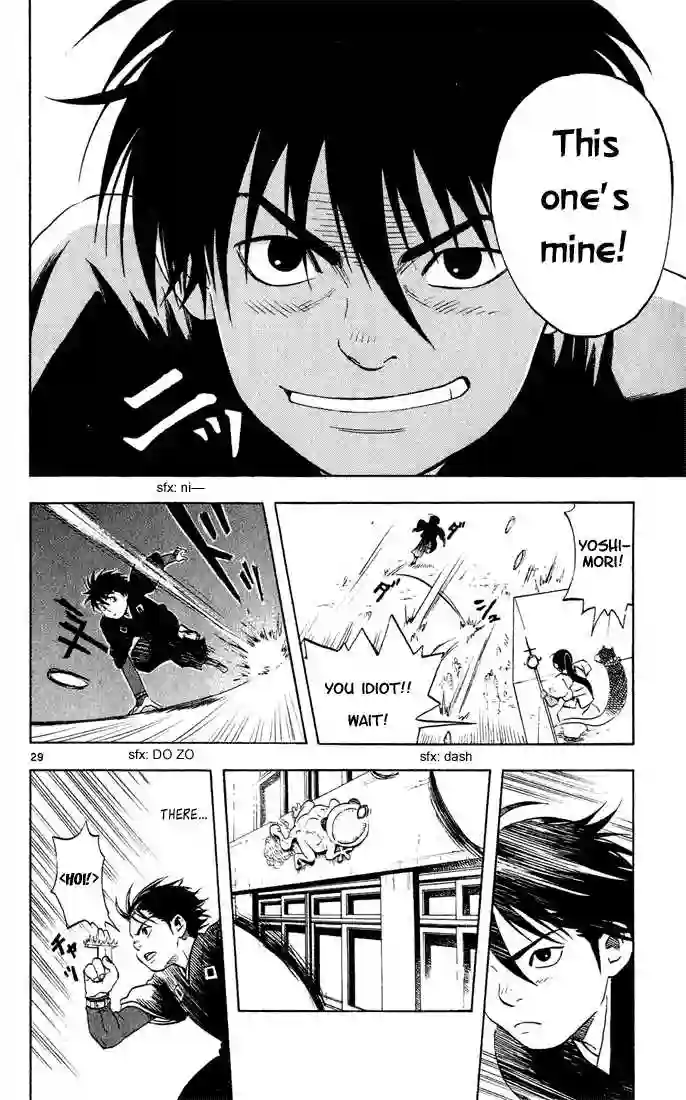 This
one's
mine!
ニッ
sfx: ni—
YOSHI-
MORI!
YOU IDIOT!!
WAIT!
sfx: dash
sfx: DO ZO
29
THERE...
<HOI!>
チャッ